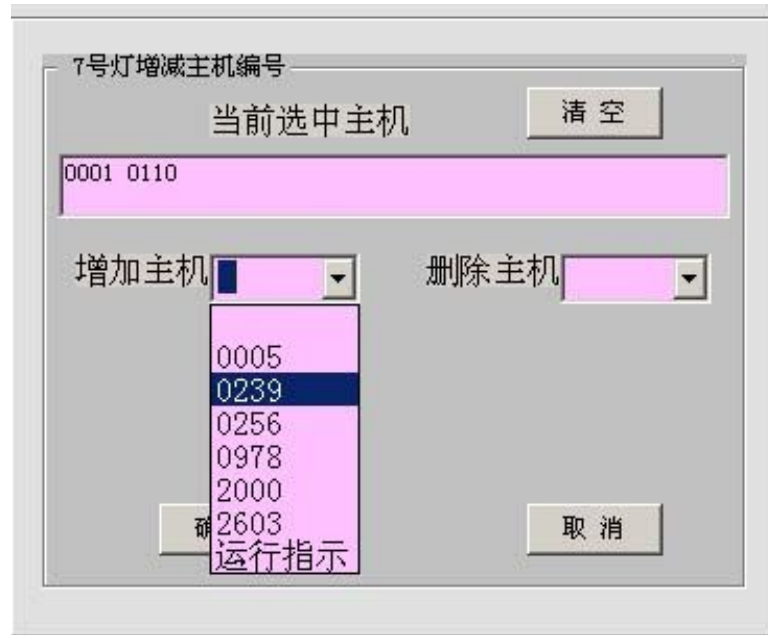 7号灯增减主机编号
当前选中主机
清 空
0001 0110
增加主机
删除主机
0005
0239
0256
0978
2000
2603
运行指示
取 消